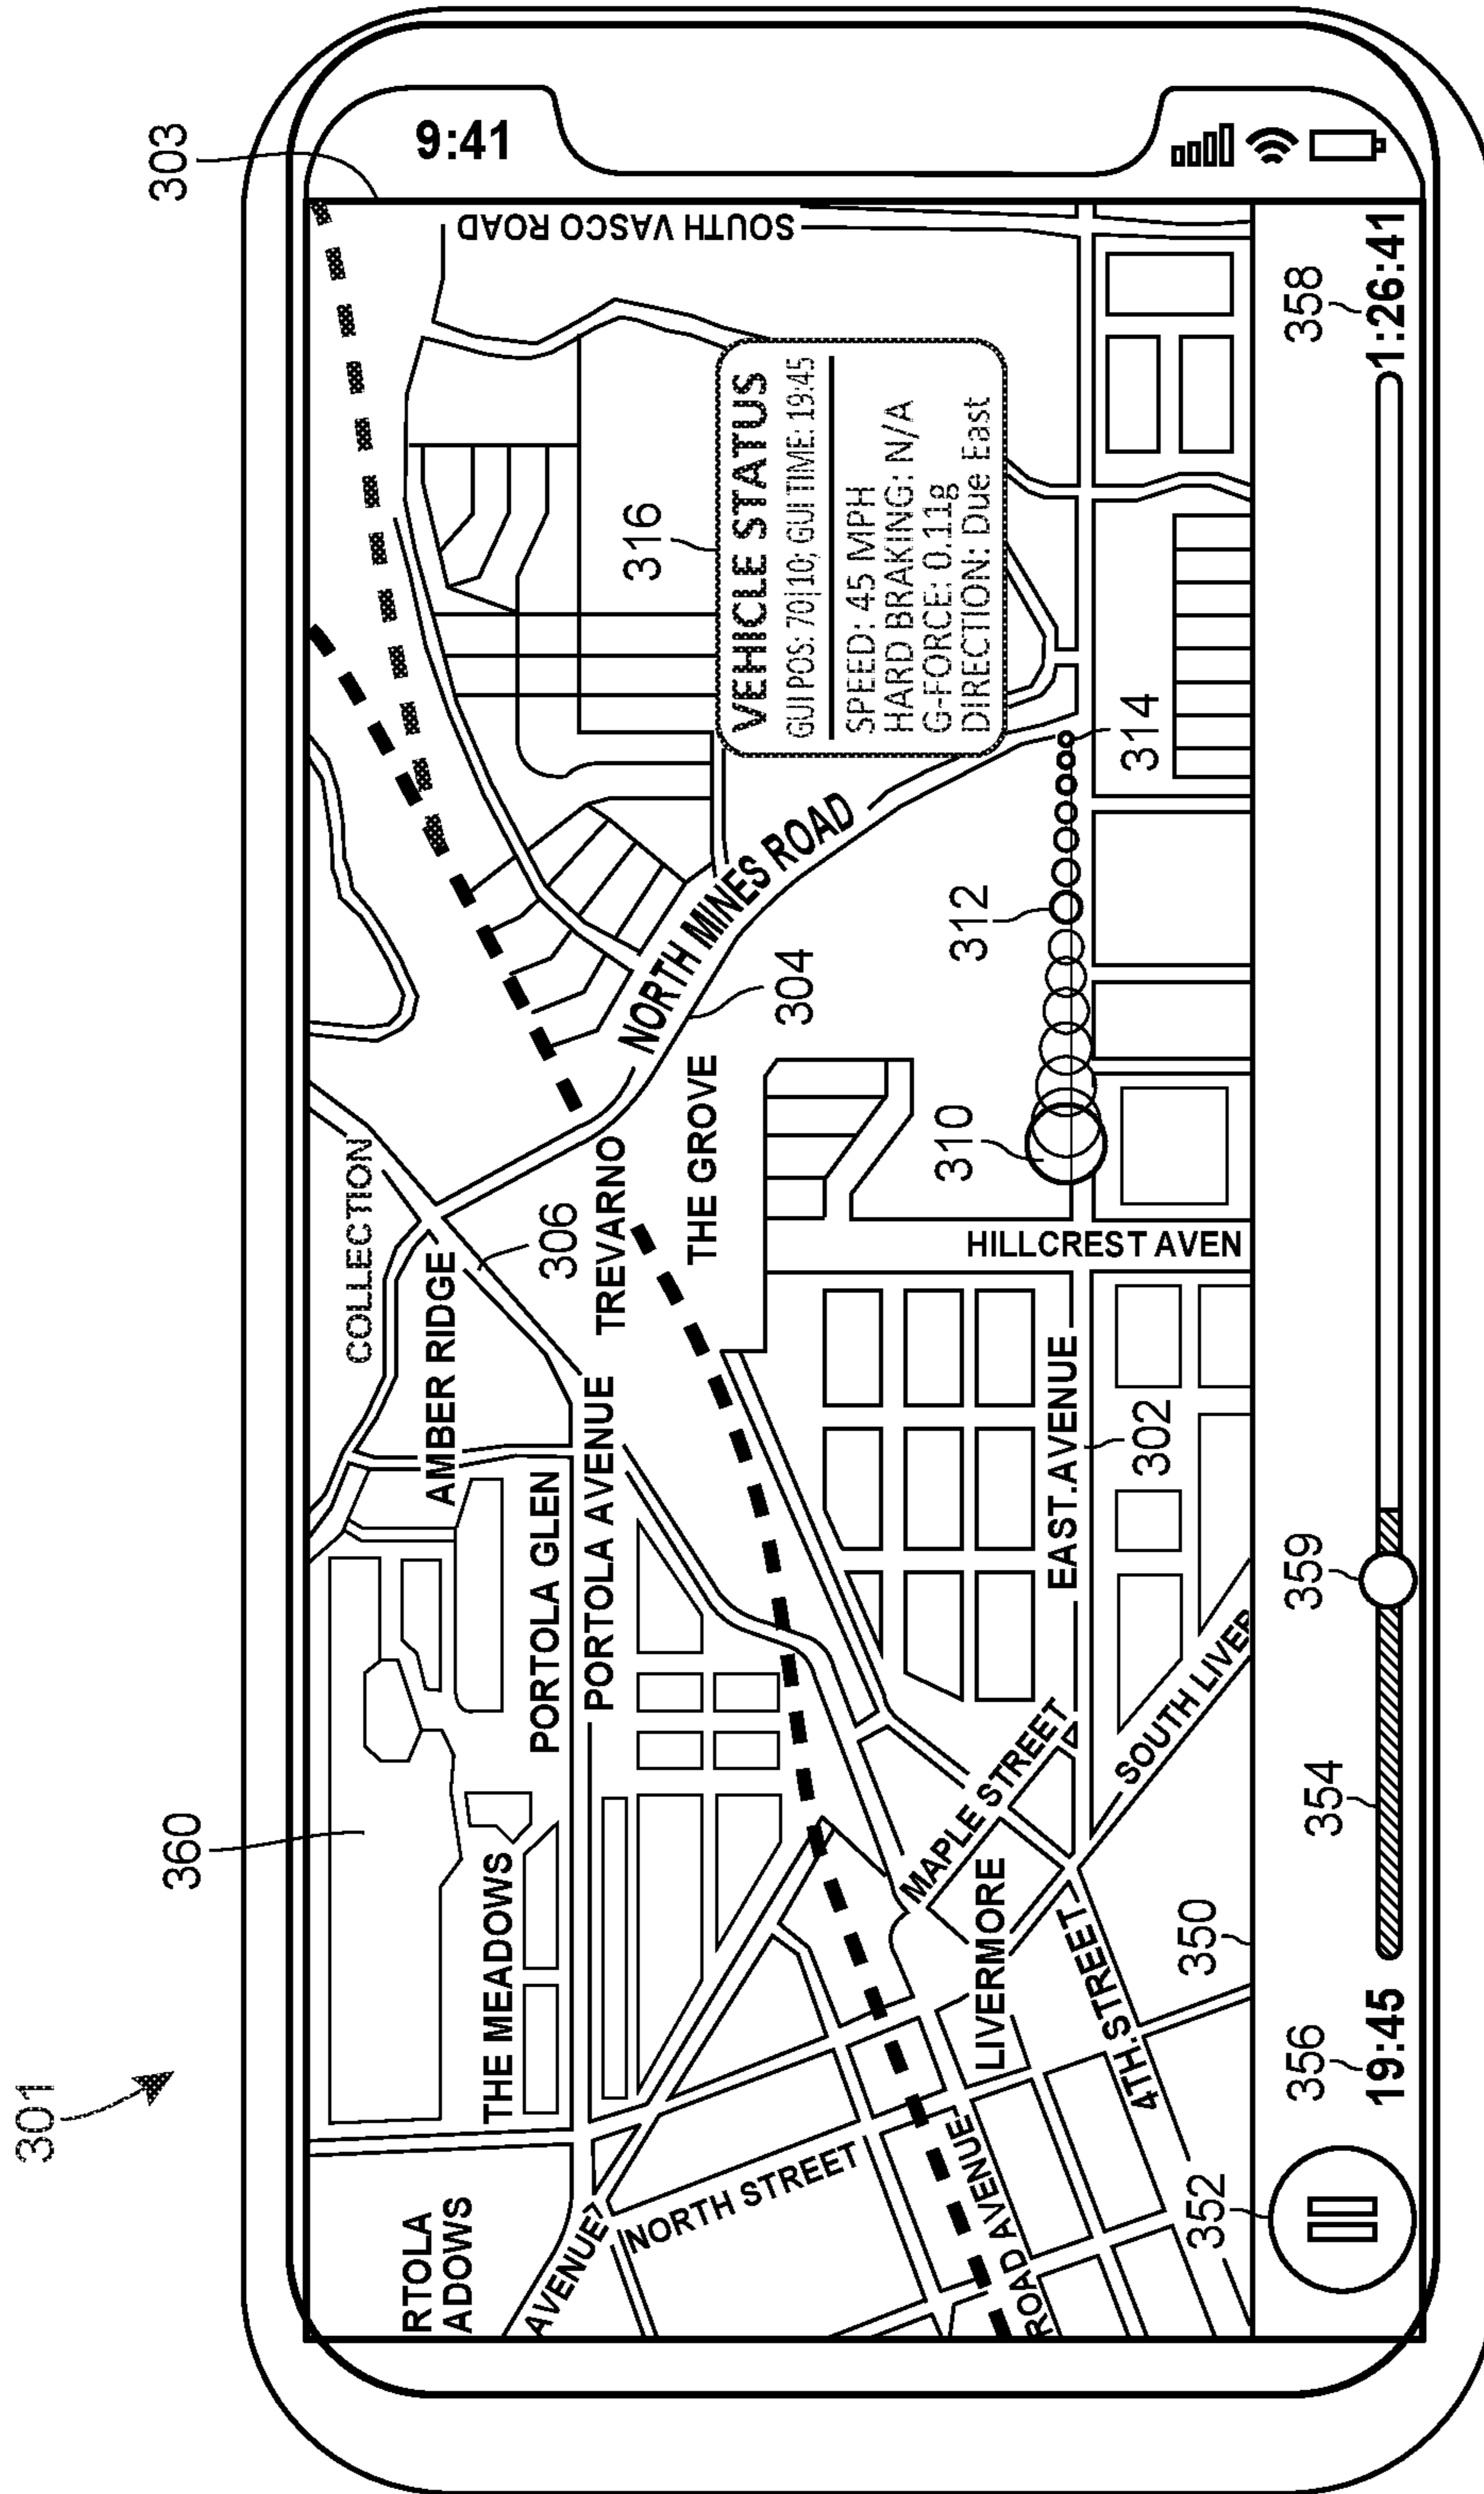 301
303
360
9:41
COLLECTION
RTOLA
ADOWS
AMBER RIDGE
THE MEADOWS
PORTOLA GLEN
306
AVENUE
PORTOLA AVENUE
TREVARNO
NORTH MINES ROAD
316
SOUTH VASCO ROAD
NORTH STREET
THE GROVE
304
VEHICLE STATUS
GUI POS: 70|10; GUI TIME: 19:45
SPEED: 45 MPH
HARD BRAKING: N/A
G-FORCE: 0.11g
DIRECTION: Due East
MAPLE STREET
ROAD AVENUE
LIVERMORE
310
312
HILLCREST AVEN
EAST.AVENUE
4TH. STREET
302
314
SOUTH LIVER
352
350
356
354
359
358
19:45
1:26:41